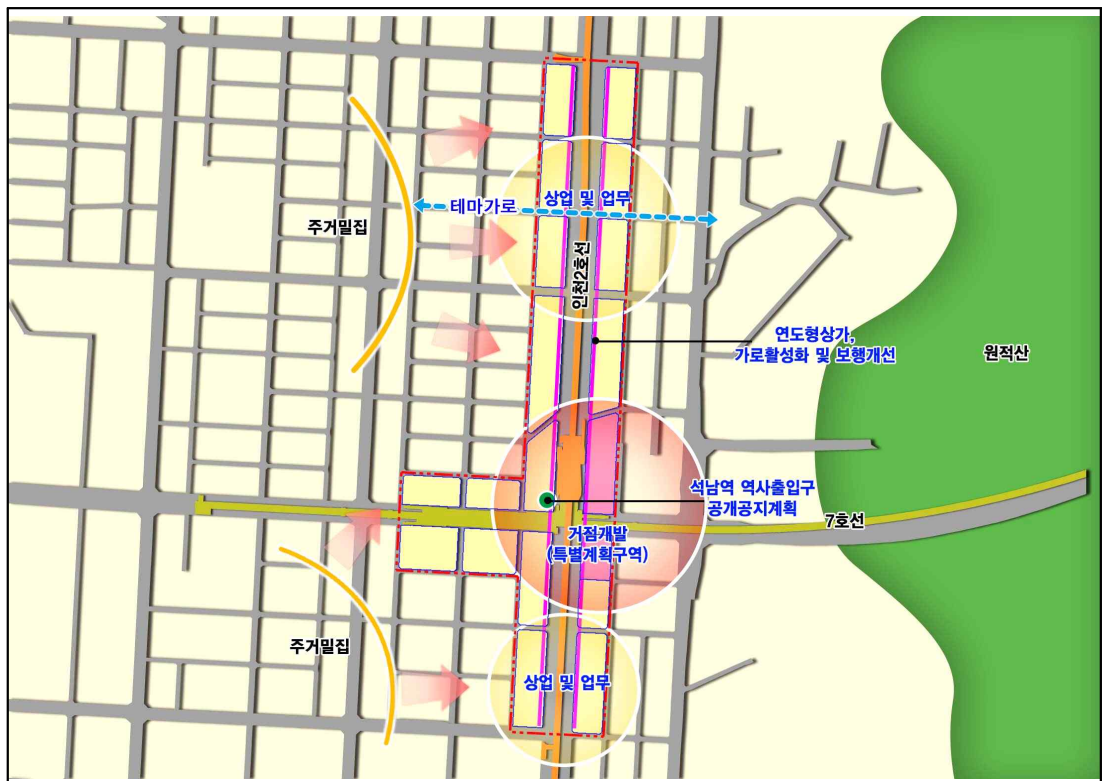 상업 및 업무
테마가로
주거밀집
인천2호선
연도형상가,
가로활성화 및 보행개선
원적산
석남역 역사출입구
공개공지계획
7호선
거점개발
(특별계획구역)
주거밀집
상업 및 업무